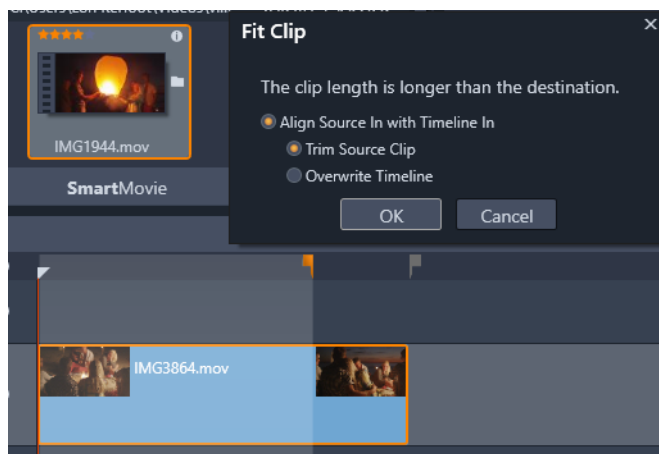 Fit Clip
The clip length is longer than the destination.
Align Source In with Timeline In
Trim Source Clip
Overwrite Timeline
OK
Cancel
IMG1944.mov
SmartMovie
IMG3864.mov